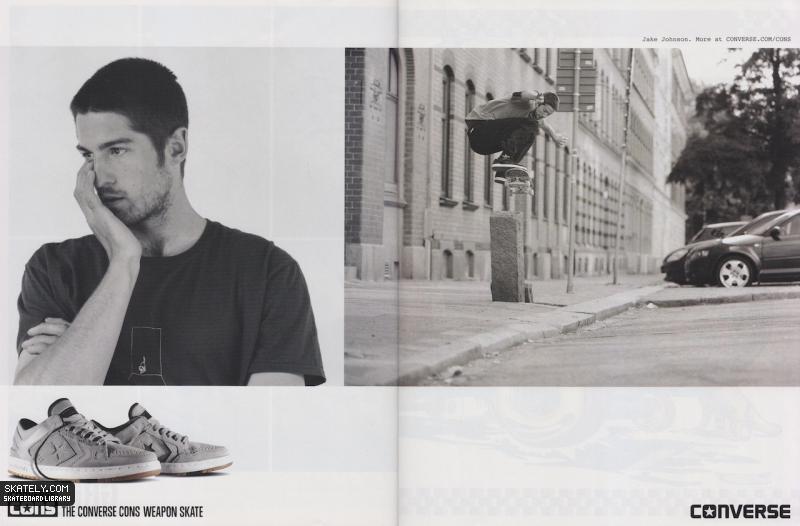 Jake Johnson. More at CONVERSE.COM/CONS
SKATELY.COM
SKATEBOARD LIBRARY
CONS
THE CONVERSE CONS WEAPON SKATE
CONVERSE